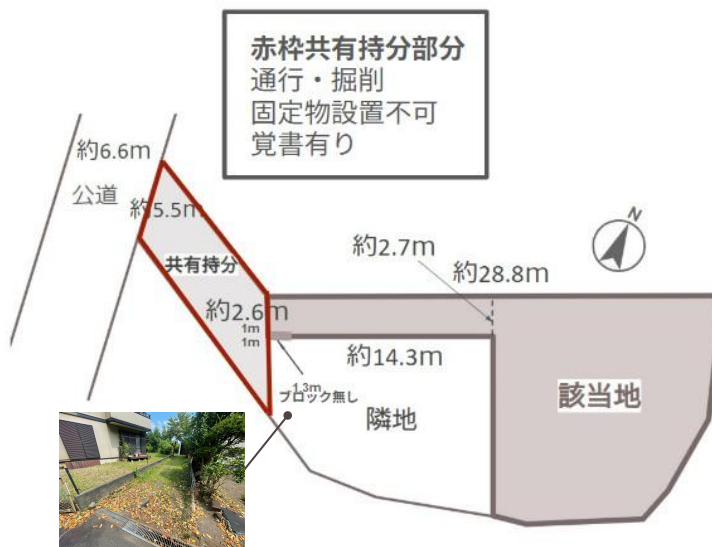 赤枠共有持分部分
通行・掘削
固定物設置不可
覚書有り
約6.6m
公道
約5.5m
共有持分
N
約2.7m
約28.8m
約2.6m
1m
1m
約14.3m
1.3m
ブロック無し
隣地
該当地